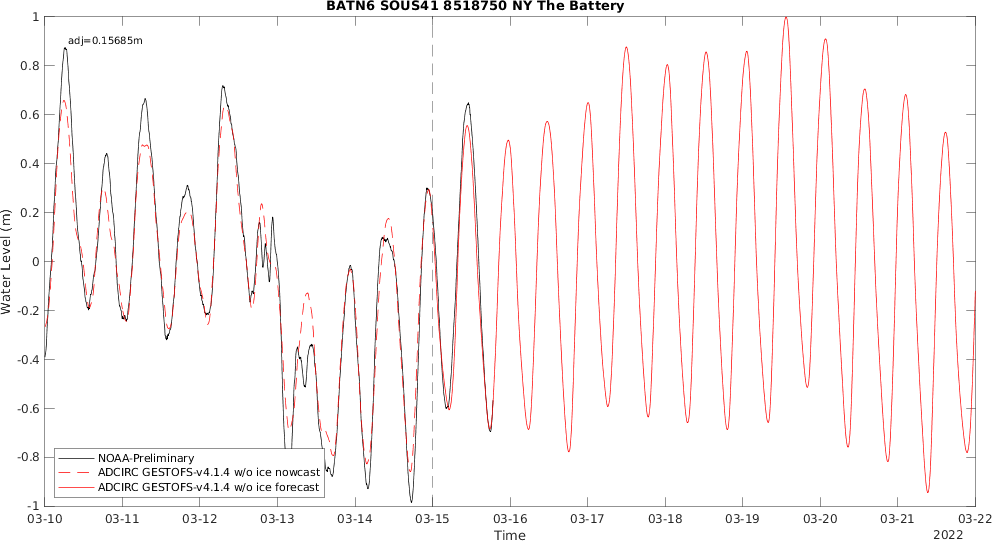 BATN6 SOUS41 8518750 NY The Battery
adj=0.15685m
Water Level (m)
1
0.8
0.6
0.4
0.2
0
-0.2
-0.4
-0.6
-0.8
-1
NOAA-Preliminary
ADCIRC GESTOFS-v4.1.4 w/o ice nowcast
ADCIRC GESTOFS-v4.1.4 w/o ice forecast
03-10 03-11 03-12 03-13 03-14 03-15 03-16 03-17 03-18 03-19 03-20 03-21 03-22
Time
2022